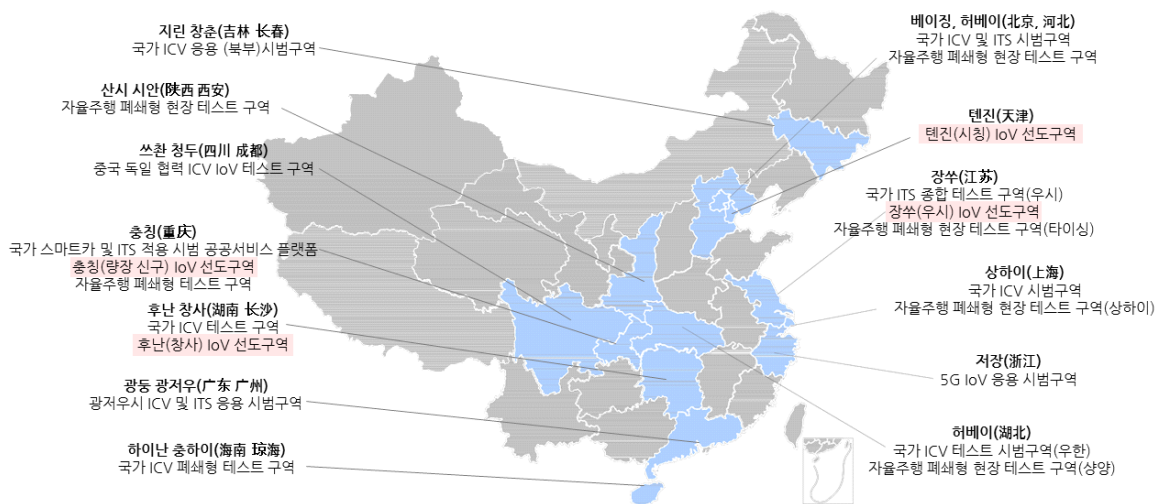 지린 창춘(吉林 长春)
국가 ICV 응용 (북부)시범구역
산시 시안(陕西 西安)
자율주행 폐쇄형 현장 테스트 구역
쓰촨 청두(四川 成都)
중국 독일 협력 ICV IoV 테스트 구역
충칭(重庆)
국가 스마트카 및 ITS 적용 시범 공공서비스 플랫폼
충칭(량장 신구) IoV 선도구역
자율주행 폐쇄형 테스트 구역
후난 창사(湖南 长沙)
국가 ICV 테스트 구역
후난(창사) IoV 선도구역
광둥 광저우(广东 广州)
광저우시 ICV 및 ITS 응용 시범구역
하이난 충하이(海南 琼海)
국가 ICV 폐쇄형 테스트 구역
베이징, 허베이(北京, 河北)
국가 ICV 및 ITS 시범구역
자율주행 폐쇄형 현장 테스트 구역
텐진(天津)
톈진(시칭) IoV 선도구역
장쑤(江苏)
국가 ITS 종합 테스트 구역(우시)
장쑤(우시) IoV 선도구역
자율주행 폐쇄형 현장 테스트 구역(타이싱)
상하이(上海)
국가 ICV 시범구역
자율주행 폐쇄형 현장 테스트 구역(상하이)
저장(浙江)
5G IoV 응용 시범구역
허베이(湖北)
국가 ICV 테스트 시범구역(우한)
자율주행 폐쇄형 현장 테스트 구역(샹양)